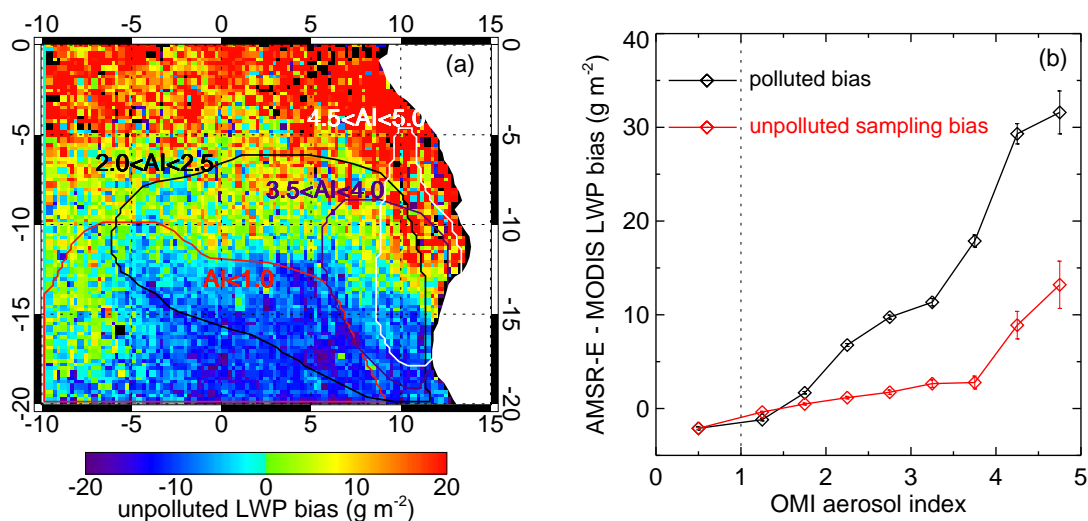 -10 -5 0 5 10 15
(a)
0 0
4.5<AI<5.0
-5 -5
2.0<AI<2.5
3.5<AI<4.0
-10 -10
AI<1.0
-15 -15
-20 -20
-10 -5 0 5 10 15
-20 -10 0 10 20
unpolluted LWP bias (g m-2)
(b)
polluted bias
unpolluted sampling bias
AMSR-E - MODIS LWP bias (g m-2)
40
30
20
10
0
0 1 2 3 4 5
OMI aerosol index